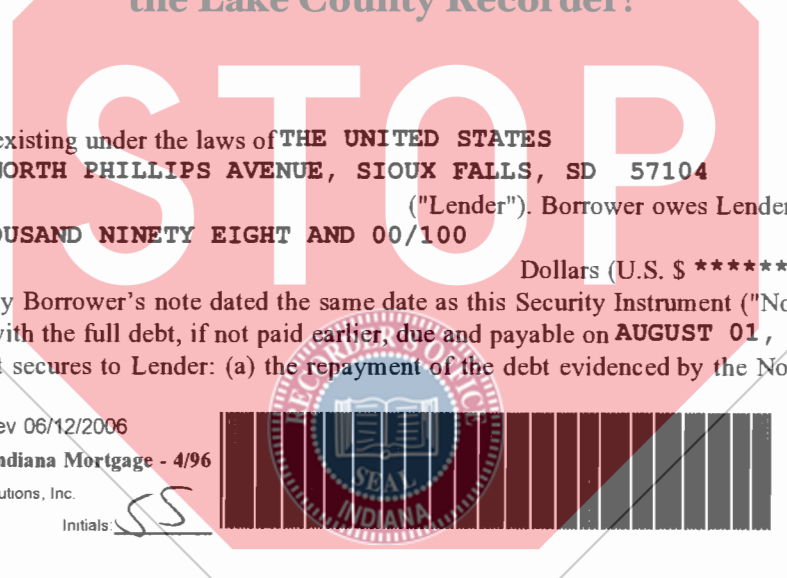 the Lake County Recorder!
STOP
existing under the laws of THE UNITED STATES
NORTH PHILLIPS AVENUE, SIOUX FALLS, SD 57104
("Lender"). Borrower owes Lender
OUSAND NINETY EIGHT AND 00/100
Dollars (U.S. $ *******
y Borrower's note dated the same date as this Security Instrument ("No
with the full debt, if not paid earlier, due and payable on AUGUST 01,
t secures to Lender: (a) the repayment of the debt evidenced by the No
ev 06/12/2006
ndiana Mortgage - 4/96
utions, Inc.
Initials: SS
RECORDER'S OFFICE
SEAL
INDIANA